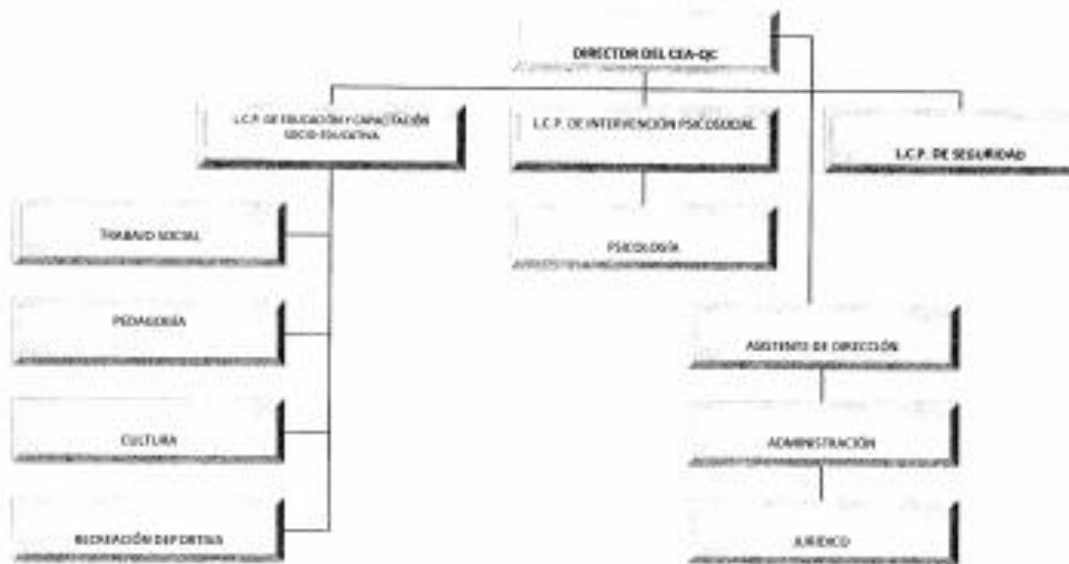 DIRECTOR DEL CEA-QC
L.C.P. DE EDUCACIÓN Y CAPACITACIÓN
SOCIO-EDUCATIVA
L.C.P. DE INTERVENCIÓN PSICOSOCIAL
L.C.P. DE SEGURIDAD
TRABAJO SOCIAL
PSICOLOGÍA
PEDAGOGÍA
ASISTENTE DE DIRECCIÓN
CULTURA
ADMINISTRACIÓN
RECREACIÓN DEPORTIVA
JURIDICO